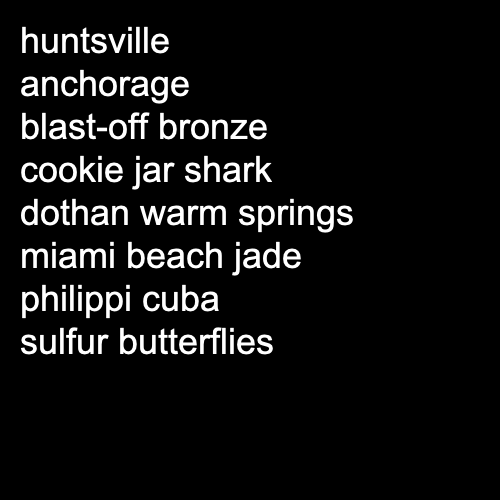 huntsville
anchorage
blast-off bronze
cookie jar shark
dothan warm springs
miami beach jade
philippi cuba
sulfur butterflies